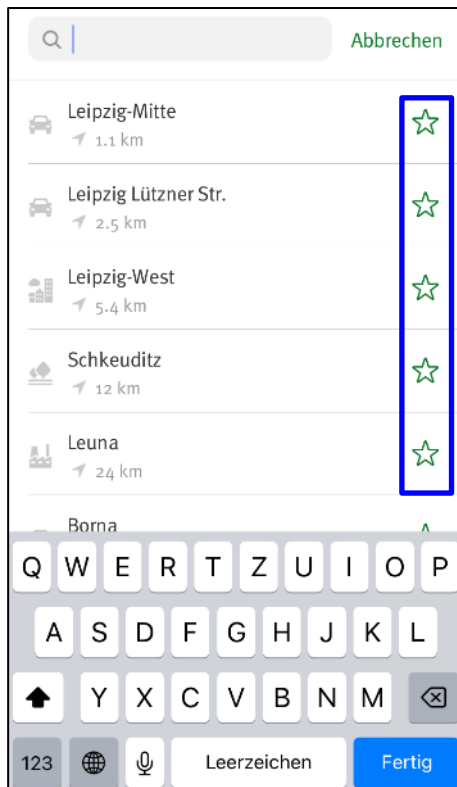 Abbrechen
Leipzig-Mitte
1.1 km
Leipzig Lützner Str.
2.5 km
Leipzig-West
5.4 km
Schkeuditz
12 km
Leuna
24 km
Borna
Q W E R T Z U I O P
A S D F G H J K L
Y X C V B N M
123 Leerzeichen Fertig